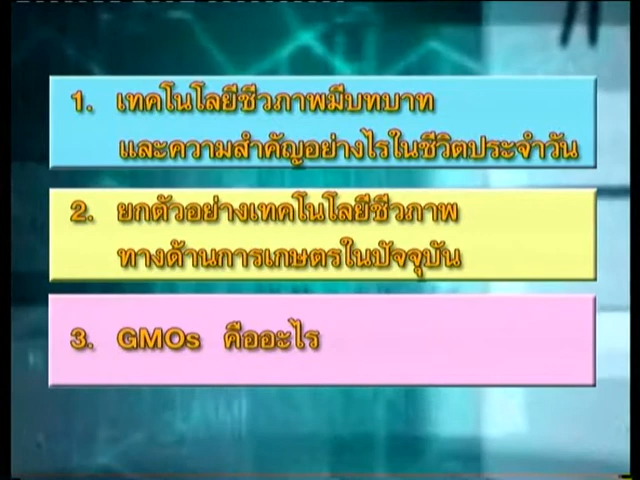 1. เทคโนโลยีชีวภาพมีบทบาท
และความสำคัญอย่างไรในชีวิตประจำวัน
2. ยกตัวอย่างเทคโนโลยีชีวภาพ
ทางด้านการเกษตรในปัจจุบัน
3. GMOs คืออะไร